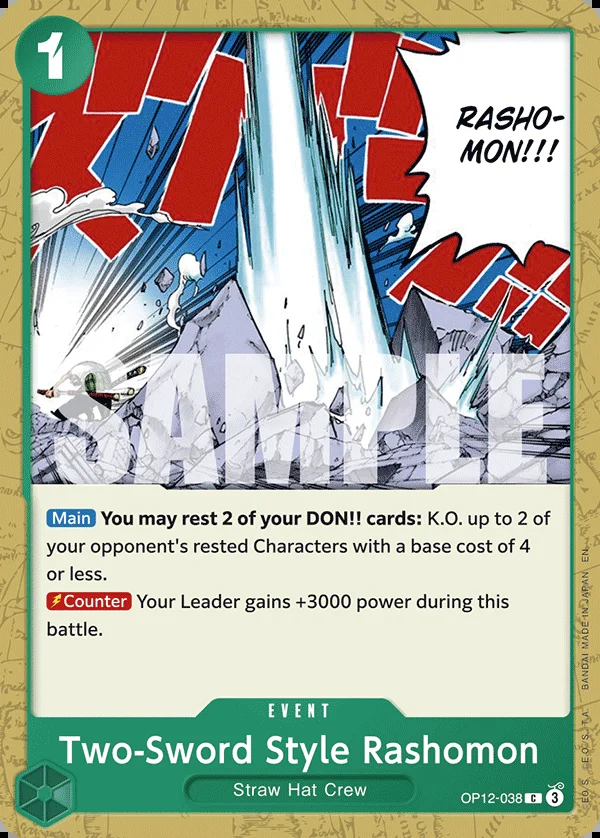 1
RASHO-
MON!!!
SAMPLE
Main You may rest 2 of your DON!! cards: K.O. up to 2 of
your opponent's rested Characters with a base cost of 4
or less.
Counter Your Leader gains +3000 power during this
battle.
EVENT
Two-Sword Style Rashomon
Straw Hat Crew
OP12-038 C 3
BANDAI MADE IN JAPAN EN